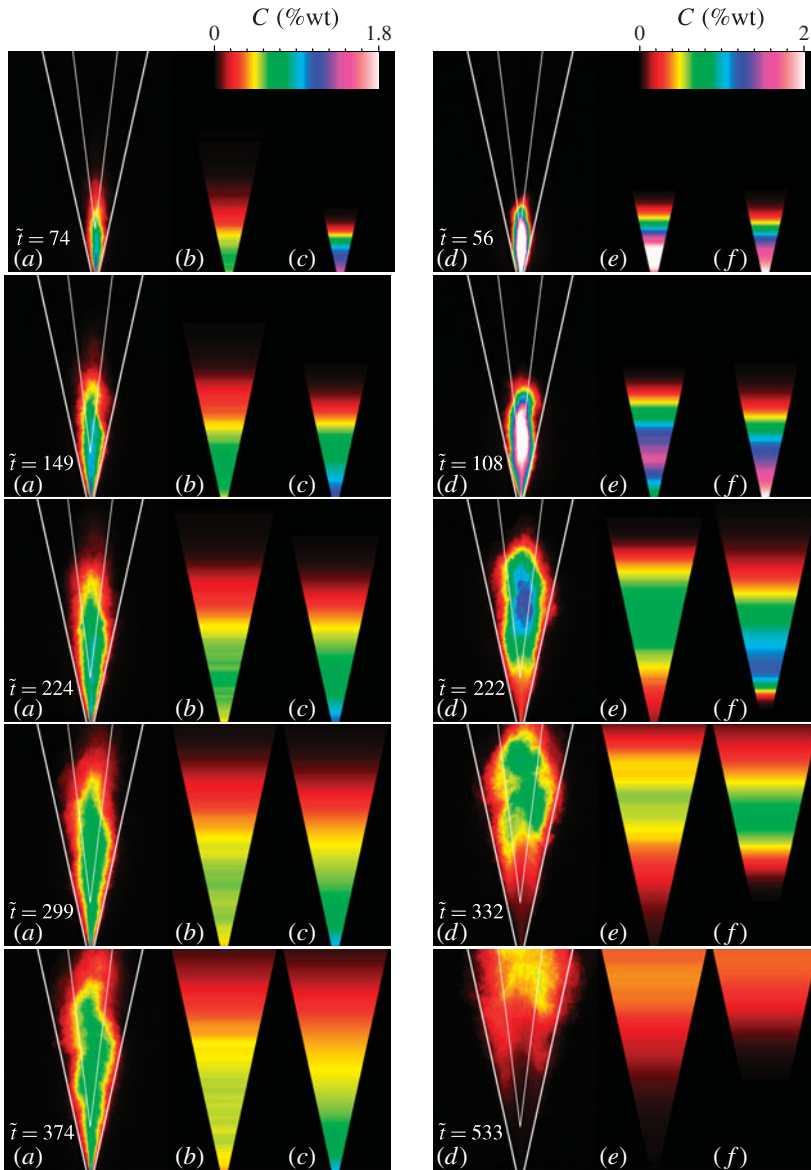 C (%wt) C (%wt)
0 1.8 0 2
t̃ = 74 t̃ = 56
(a) (b) (c) (d) (e) (f)
t̃ = 149 t̃ = 108
(a) (b) (c) (d) (e) (f)
t̃ = 224 t̃ = 222
(a) (b) (c) (d) (e) (f)
t̃ = 299 t̃ = 332
(a) (b) (c) (d) (e) (f)
t̃ = 374 t̃ = 533
(a) (b) (c) (d) (e) (f)